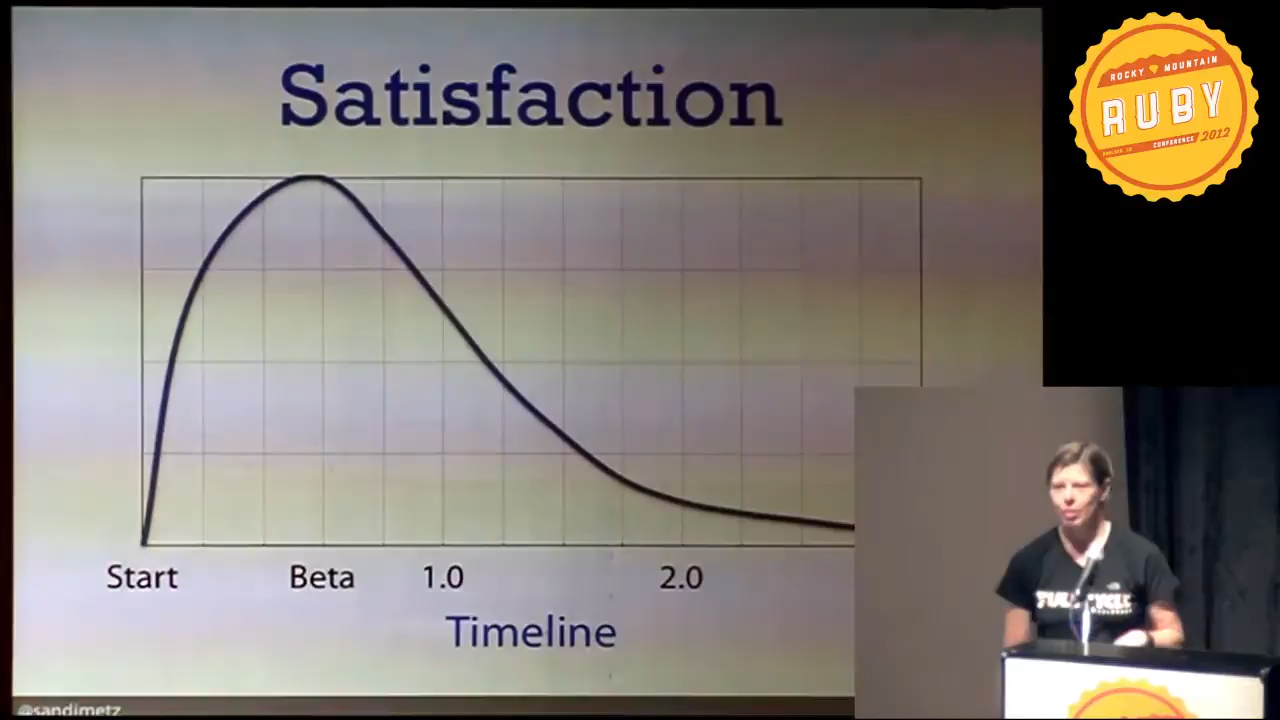 Satisfaction
Start Beta 1.0 2.0
Timeline
@sandimetz
ROCKY MOUNTAIN
RUBY
CONFERENCE 2012